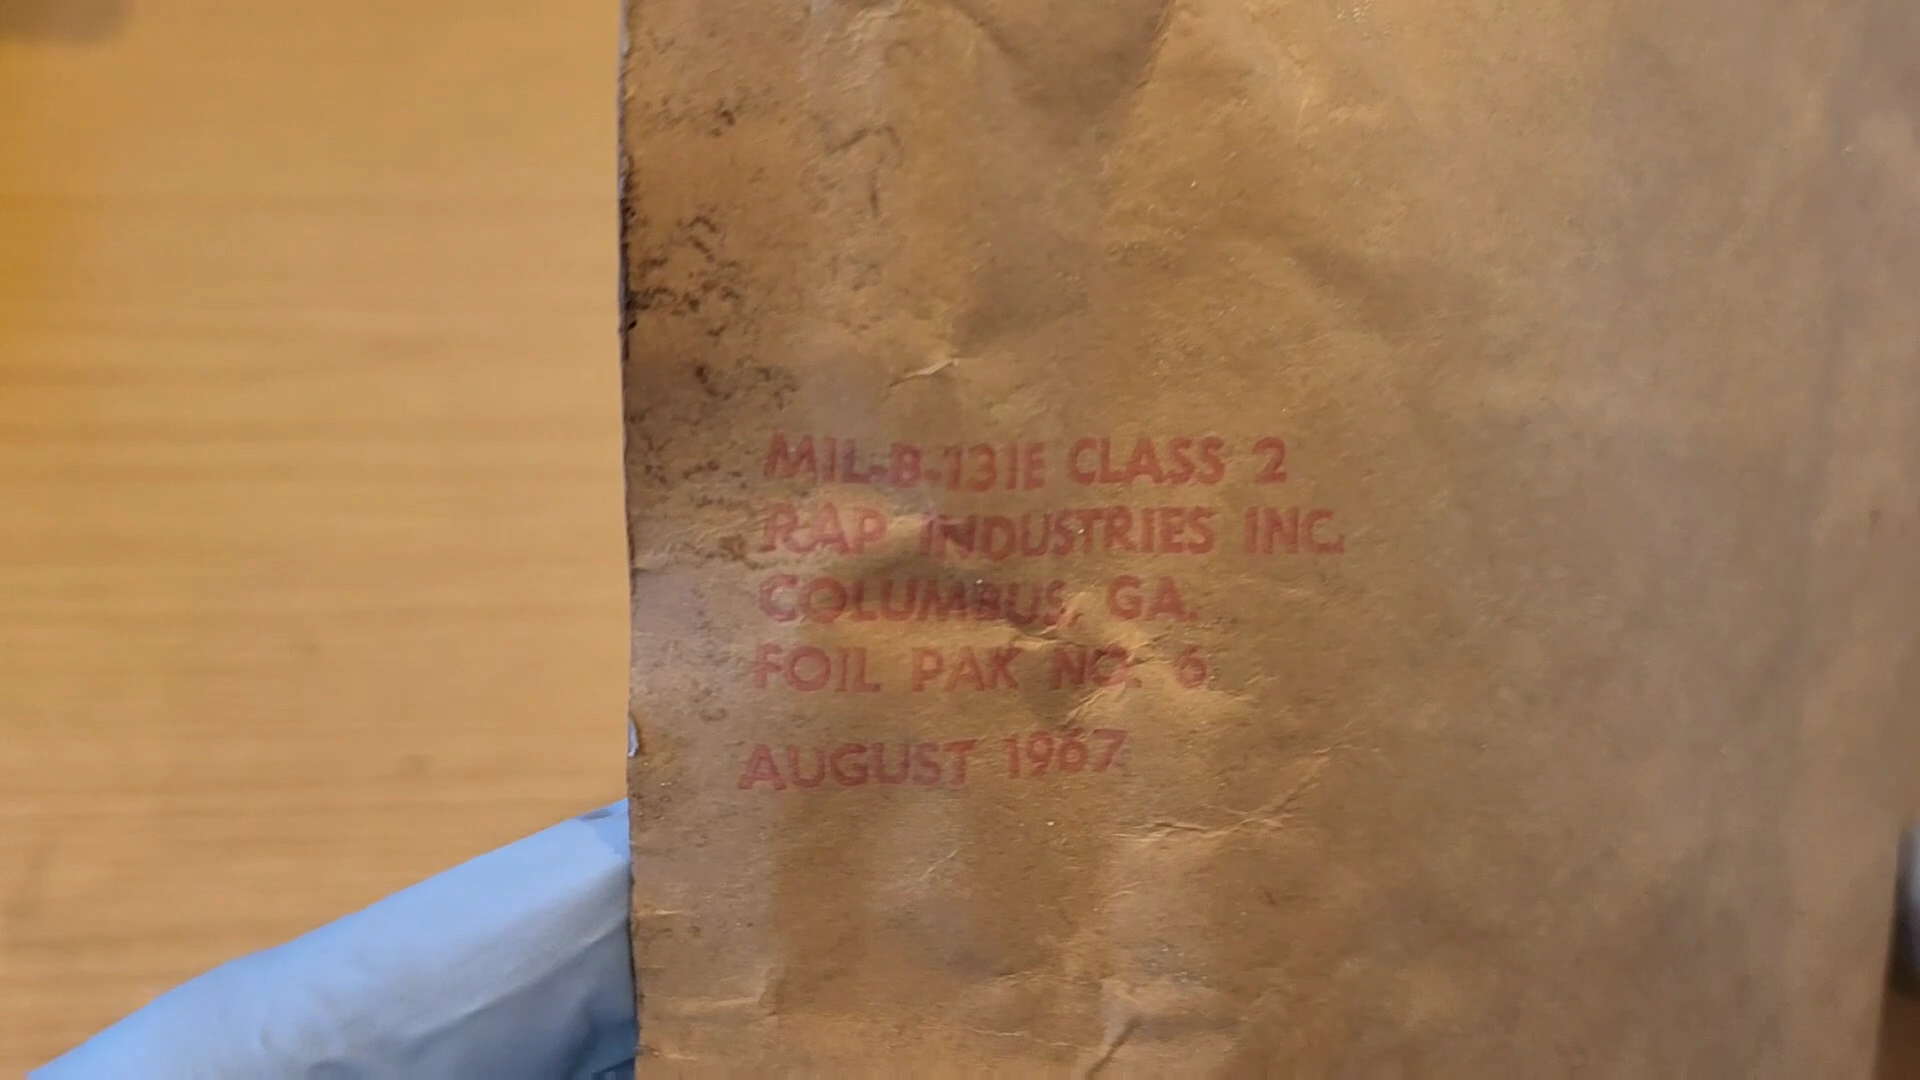 MIL-B-131E CLASS 2
RAP INDUSTRIES INC.
COLUMBUS, GA.
FOIL PAK NO. 6
AUGUST 1967